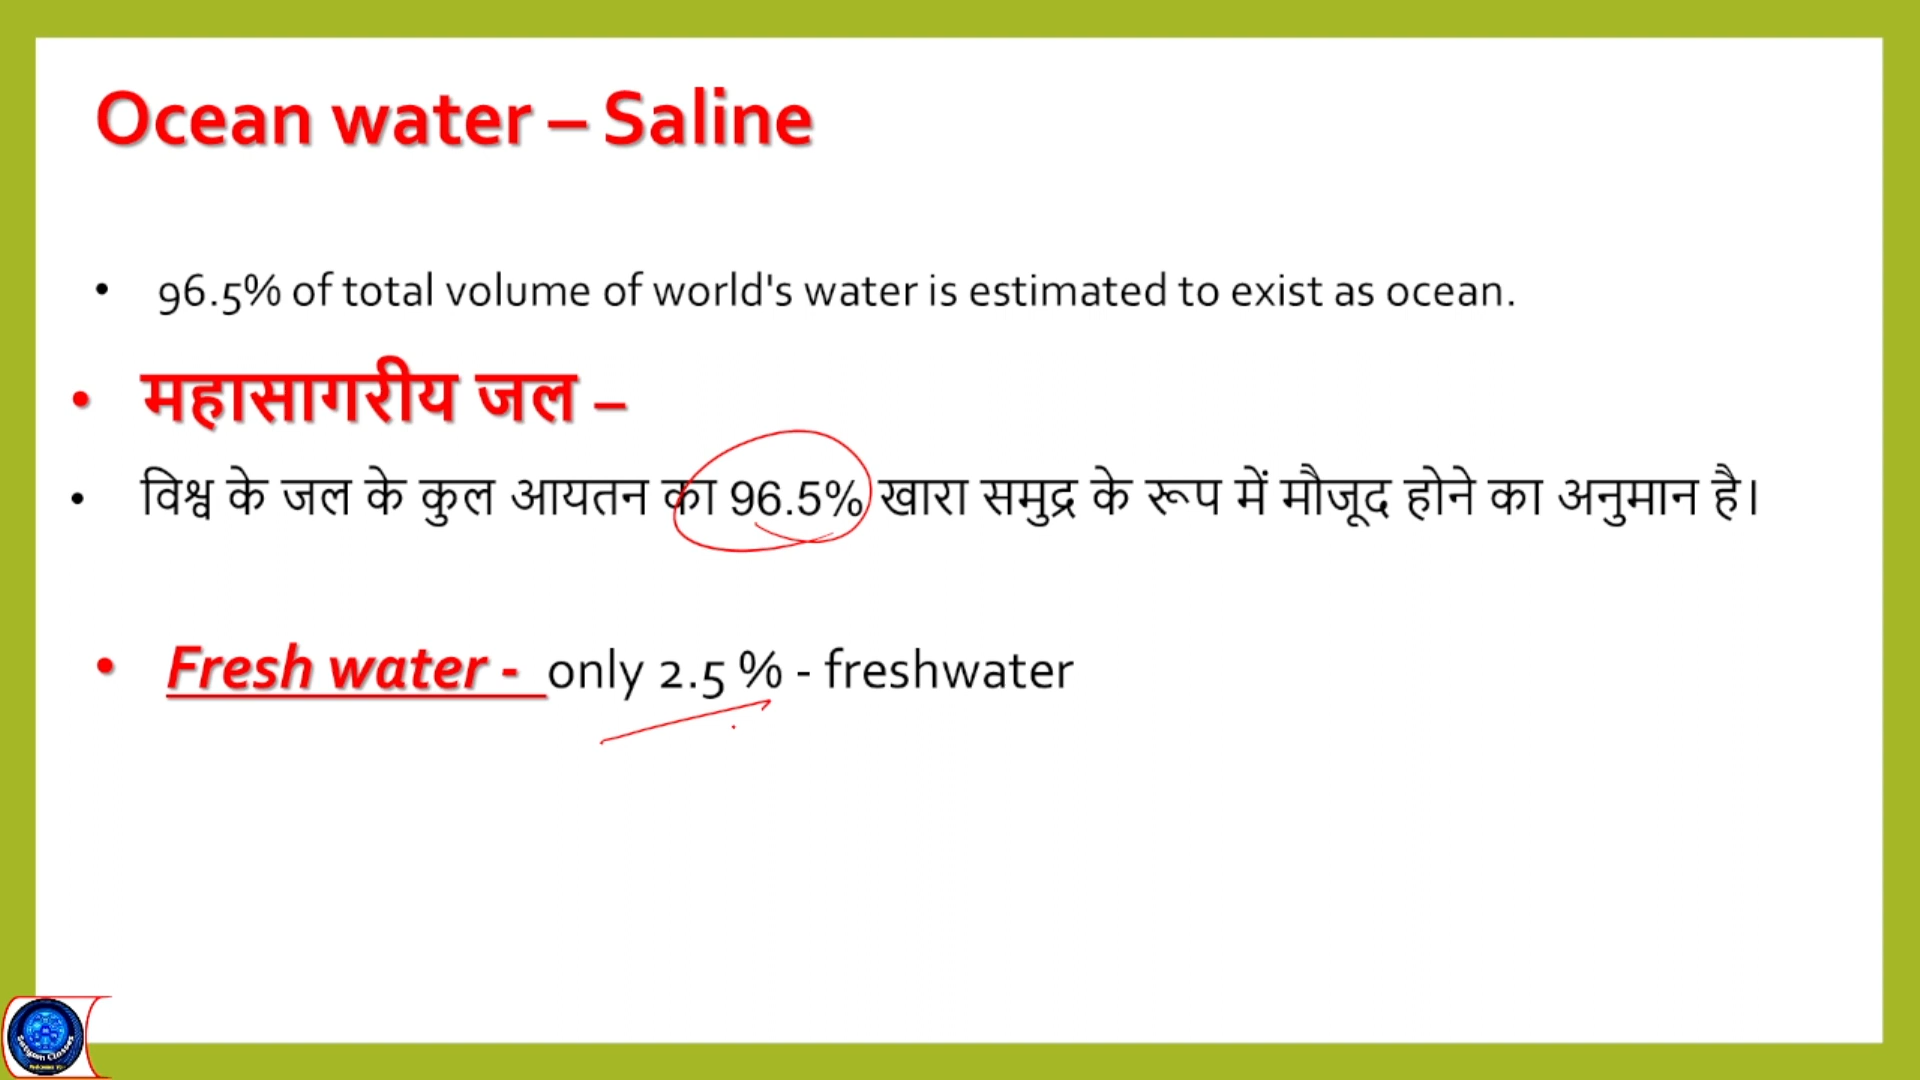 Ocean water – Saline
• 96.5% of total volume of world's water is estimated to exist as ocean.
• महासागरीय जल –
• विश्व के जल के कुल आयतन का 96.5% खारा समुद्र के रूप में मौजूद होने का अनुमान है।
• Fresh water - only 2.5 % - freshwater